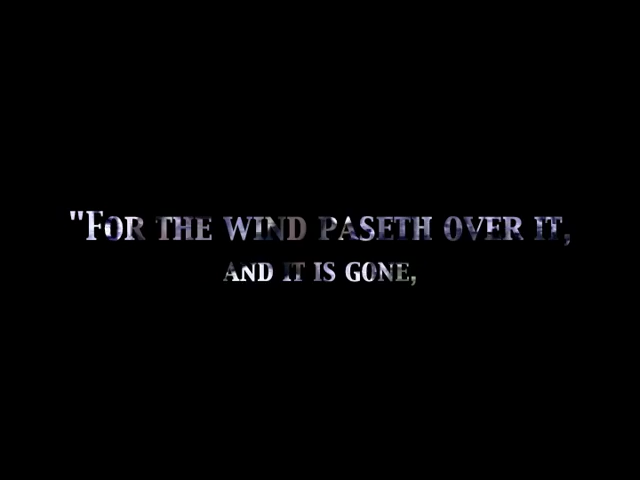 "For the wind paseth over it,
and it is gone,